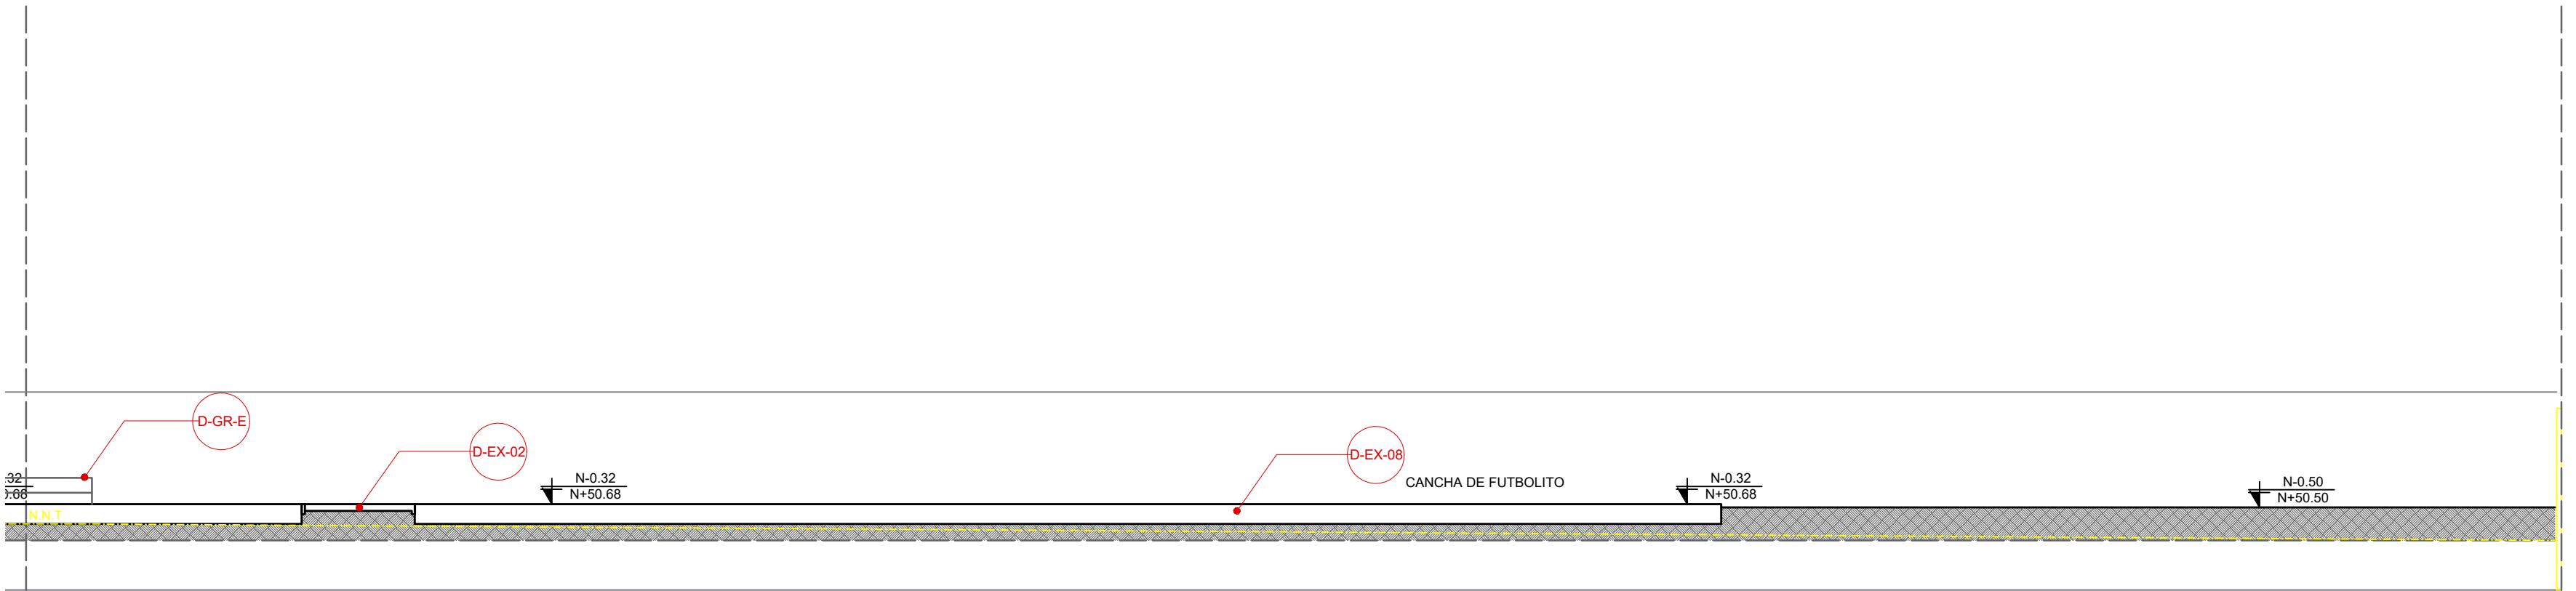 D-GR-E
D-EX-02
D-EX-08
.32
0.68
N-0.32
N+50.68
CANCHA DE FUTBOLITO
N-0.32
N+50.68
N-0.50
N+50.50
N.N.T